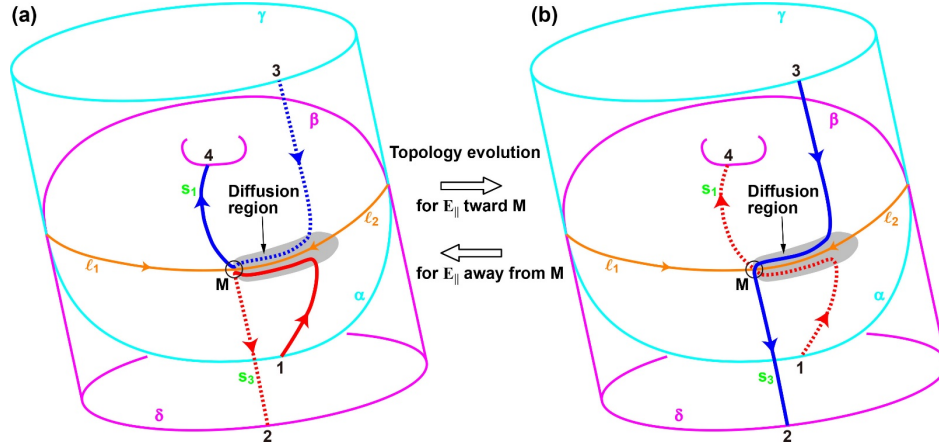 (a)
γ
3
β
4
s1
Diffusion
region
ℓ2
ℓ1
M
α
1
s3
δ
2
Topology evolution
for E∥ tward M
for E∥ away from M
(b)
γ
3
β
4
s1
Diffusion
region
ℓ2
ℓ1
M
α
1
s3
δ
2